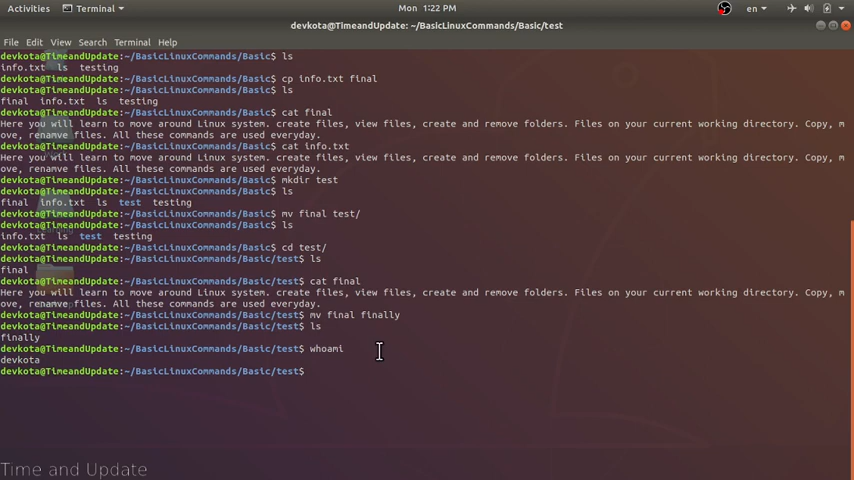 Activities Terminal Mon 1:22 PM en
devkota@TimeandUpdate: ~/BasicLinuxCommands/Basic/test
File Edit View Search Terminal Help
devkota@TimeandUpdate:~/BasicLinuxCommands/Basic$ ls
info.txt ls testing
devkota@TimeandUpdate:~/BasicLinuxCommands/Basic$ cp info.txt final
devkota@TimeandUpdate:~/BasicLinuxCommands/Basic$ ls
final info.txt ls testing
devkota@TimeandUpdate:~/BasicLinuxCommands/Basic$ cat final
Here you will learn to move around Linux system. create files, view files, create and remove folders. Files on your current working directory. Copy, m
ove, renamve files. All these commands are used everyday.
devkota@TimeandUpdate:~/BasicLinuxCommands/Basic$ cat info.txt
Here you will learn to move around Linux system. create files, view files, create and remove folders. Files on your current working directory. Copy, m
ove, renamve files. All these commands are used everyday.
devkota@TimeandUpdate:~/BasicLinuxCommands/Basic$ mkdir test
devkota@TimeandUpdate:~/BasicLinuxCommands/Basic$ ls
final info.txt ls test testing
devkota@TimeandUpdate:~/BasicLinuxCommands/Basic$ mv final test/
devkota@TimeandUpdate:~/BasicLinuxCommands/Basic$ ls
info.txt ls test testing
devkota@TimeandUpdate:~/BasicLinuxCommands/Basic$ cd test/
devkota@TimeandUpdate:~/BasicLinuxCommands/Basic/test$ ls
final
devkota@TimeandUpdate:~/BasicLinuxCommands/Basic/test$ cat final
Here you will learn to move around Linux system. create files, view files, create and remove folders. Files on your current working directory. Copy, m
ove, renamve files. All these commands are used everyday.
devkota@TimeandUpdate:~/BasicLinuxCommands/Basic/test$ mv final finally
devkota@TimeandUpdate:~/BasicLinuxCommands/Basic/test$ ls
finally
devkota@TimeandUpdate:~/BasicLinuxCommands/Basic/test$ whoami
devkota
devkota@TimeandUpdate:~/BasicLinuxCommands/Basic/test$
Time and Update